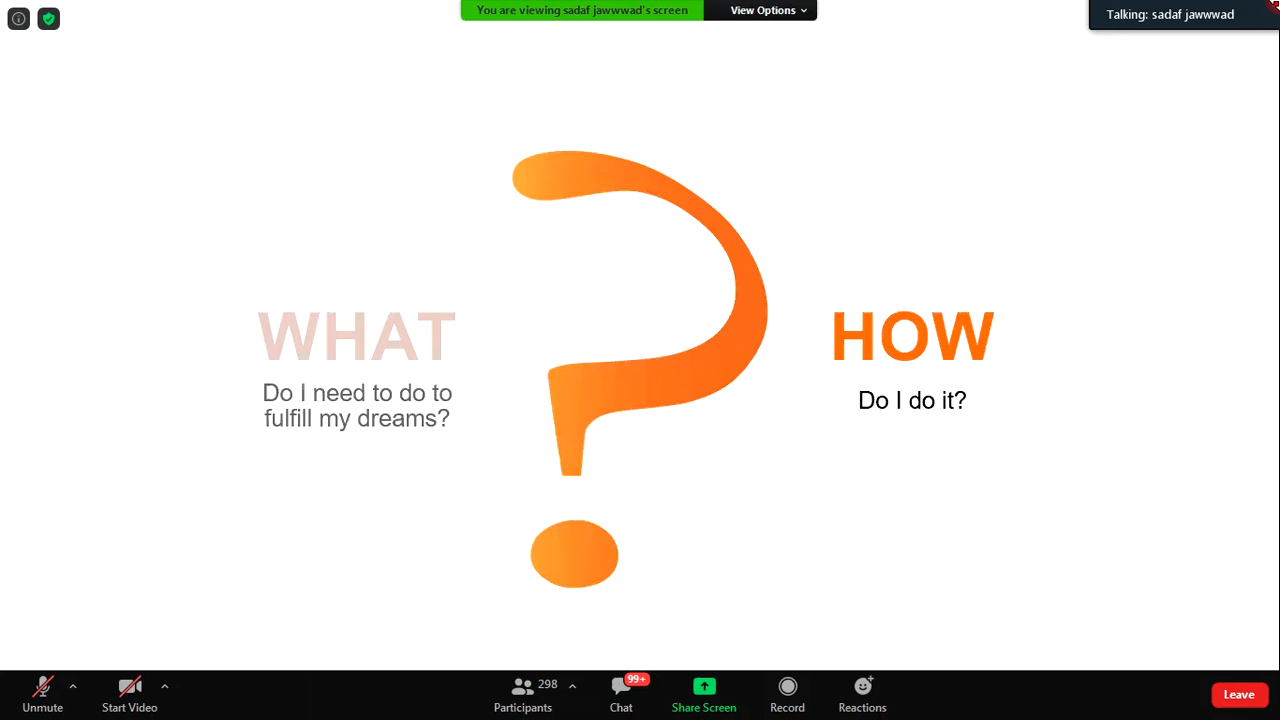 You are viewing sadaf jawwwad's screen
View Options
Talking: sadaf jawwwad
WHAT
Do I need to do to
fulfill my dreams?
?
HOW
Do I do it?
Unmute
Start Video
298
Participants
99+
Chat
Share Screen
Record
Reactions
Leave